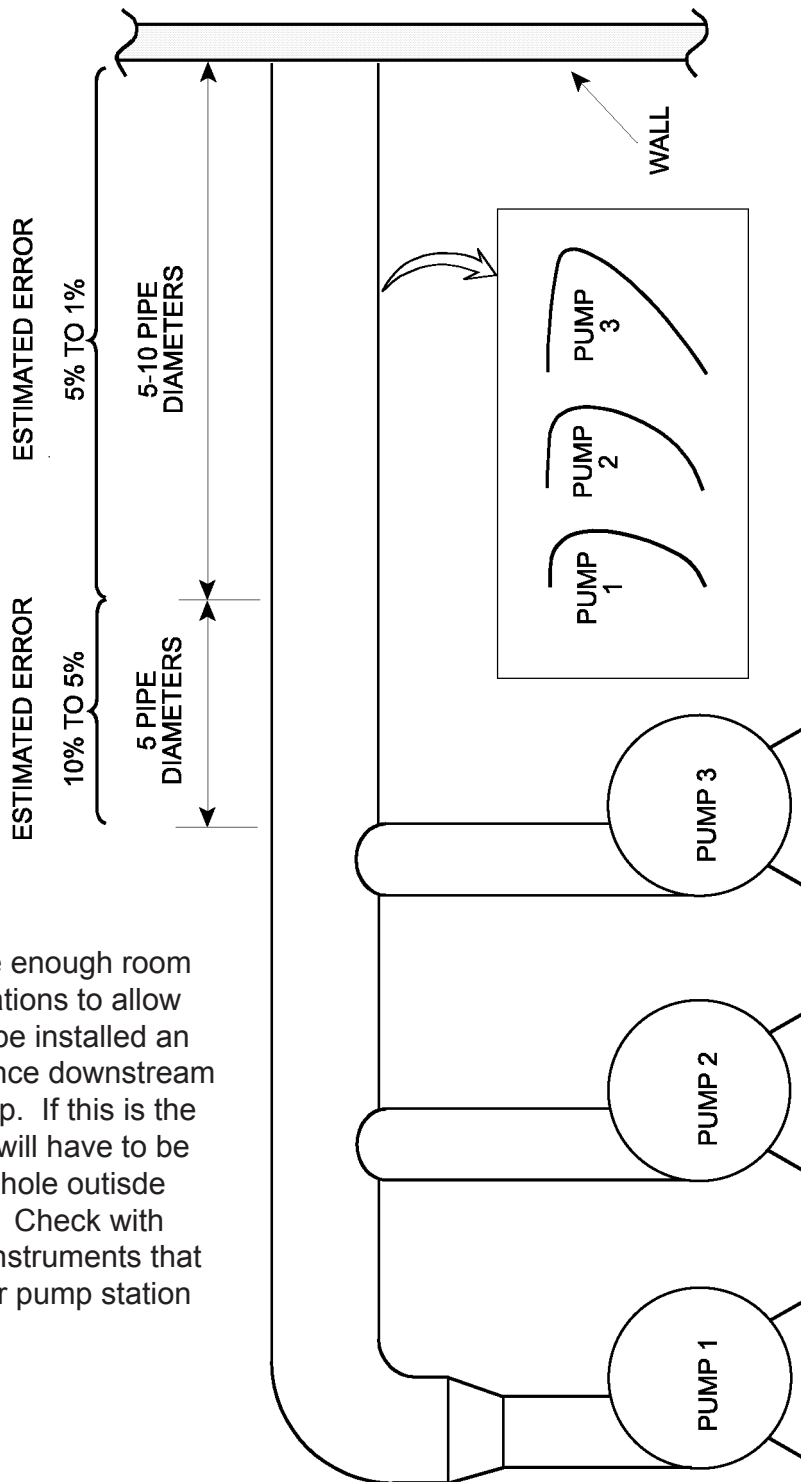 ESTIMATED ERROR
10% TO 5%
5 PIPE
DIAMETERS
ESTIMATED ERROR
5% TO 1%
5-10 PIPE
DIAMETERS
WALL
PUMP
1
PUMP
2
PUMP
3
PUMP 1
PUMP 2
PUMP 3
e enough room
ations to allow
be installed an
nce downstream
p. If this is the
will have to be
hole outisde
Check with
nstruments that
r pump station